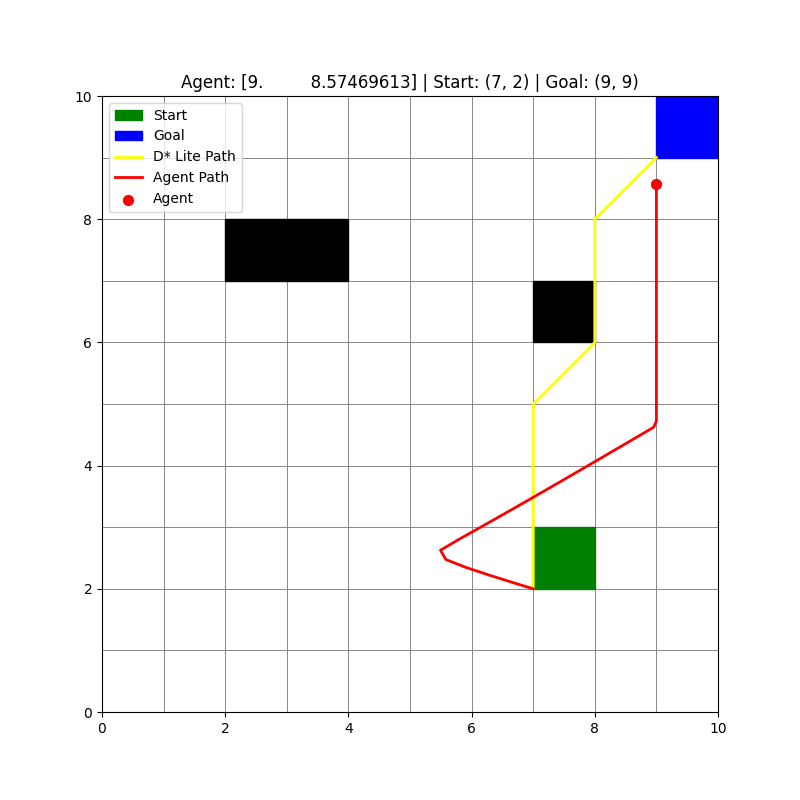 Agent: [9.         8.57469613] | Start: (7, 2) | Goal: (9, 9)
10
Start
Goal
D* Lite Path
Agent Path
Agent
8
6
4
2
0
0 2 4 6 8 10